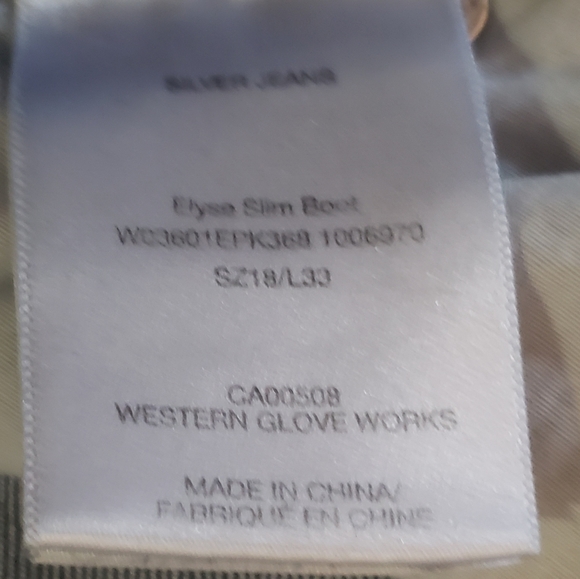 SILVER JEANS
Elyse Slim Boot
W03601EPK369 1006970
SZ18/L33
CA00508
WESTERN GLOVE WORKS
MADE IN CHINA/
FABRIQUÉ EN CHINE